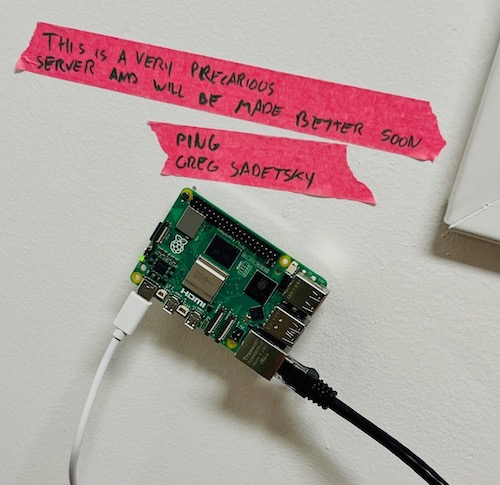 THIS IS A VERY PRECARIOUS
SERVER AND WILL BE MADE BETTER SOON
PING
GREG SADETSKY
HDMI